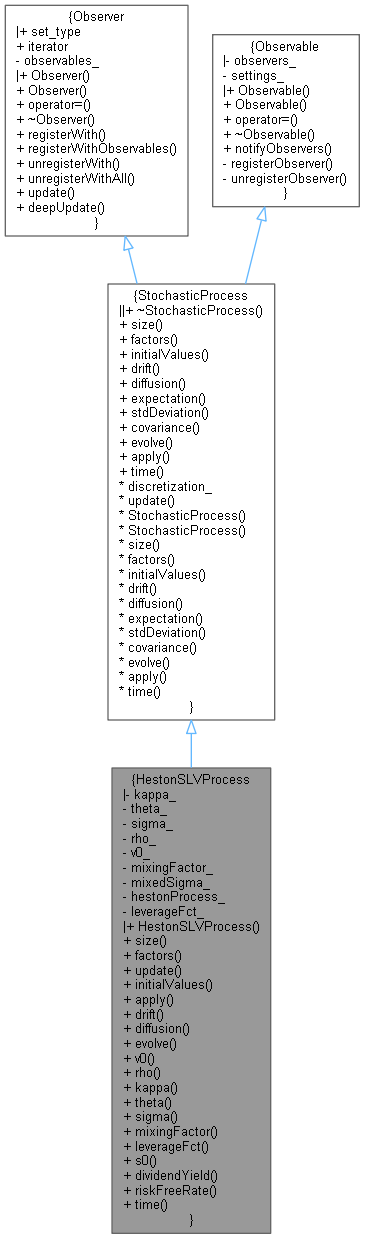 {Observer
|+ set_type
+ iterator
- observables_
|+ Observer()
+ Observer()
+ operator=()
+ ~Observer()
+ registerWith()
+ registerWithObservables()
+ unregisterWith()
+ unregisterWithAll()
+ update()
+ deepUpdate()
}
{Observable
|- observers_
- settings_
|+ Observable()
+ Observable()
+ operator=()
+ ~Observable()
+ notifyObservers()
- registerObserver()
- unregisterObserver()
}
{StochasticProcess
||+ ~StochasticProcess()
+ size()
+ factors()
+ initialValues()
+ drift()
+ diffusion()
+ expectation()
+ stdDeviation()
+ covariance()
+ evolve()
+ apply()
+ time()
* discretization_
* update()
* StochasticProcess()
* StochasticProcess()
* size()
* factors()
* initialValues()
* drift()
* diffusion()
* expectation()
* stdDeviation()
* covariance()
* evolve()
* apply()
* time()
}
{HestonSLVProcess
|- kappa_
- theta_
- sigma_
- rho_
- v0_
- mixingFactor_
- mixedSigma_
- hestonProcess_
- leverageFct_
|+ HestonSLVProcess()
+ size()
+ factors()
+ update()
+ initialValues()
+ apply()
+ drift()
+ diffusion()
+ evolve()
+ v0()
+ rho()
+ kappa()
+ theta()
+ sigma()
+ mixingFactor()
+ leverageFct()
+ s0()
+ dividendYield()
+ riskFreeRate()
+ time()
}